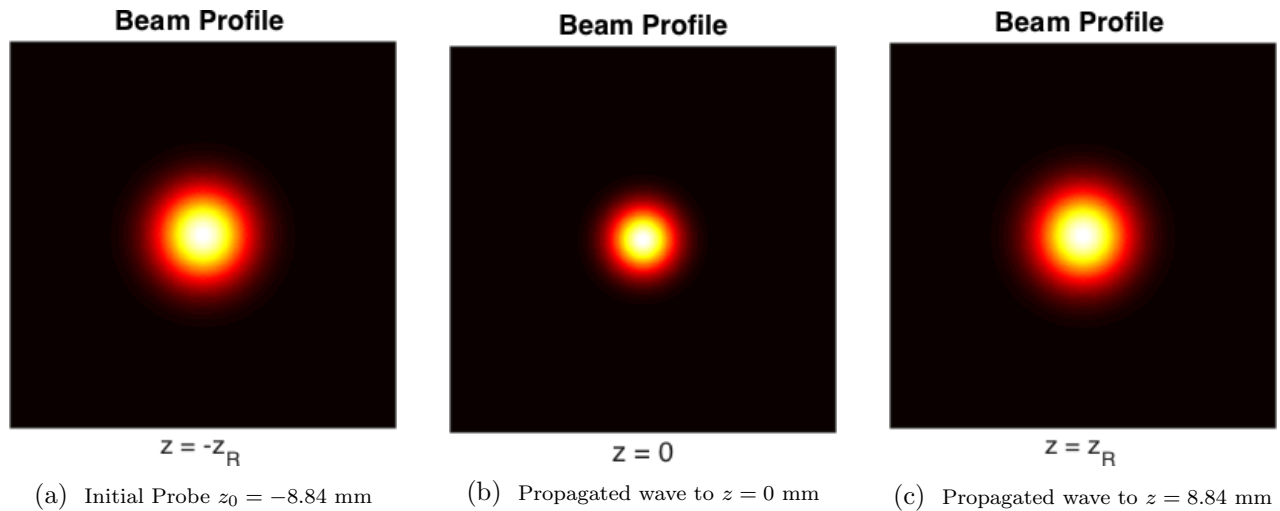 Beam Profile
z = -z_R
(a) Initial Probe z_0 = −8.84 mm
Beam Profile
z = 0
(b) Propagated wave to z = 0 mm
Beam Profile
z = z_R
(c) Propagated wave to z = 8.84 mm